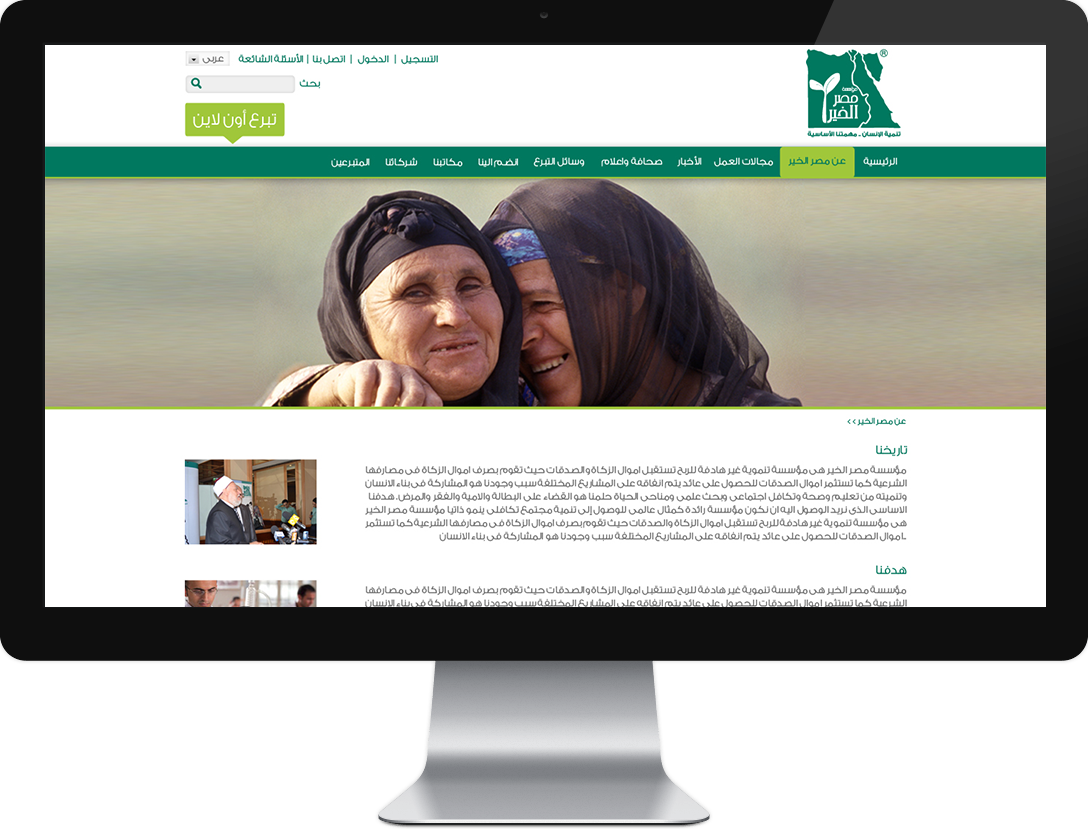 التسجيل | الدخول | اتصل بنا | الأسئلة الشائعة
عربى
بحث
تبرع أون لاين
مؤسسة
مصر
الخير
®
تنمية الإنسان .. مهمتنا الأساسية
الرئيسية
عن مصر الخير
مجالات العمل
الأخبار
صحافة واعلام
وسائل التبرع
انضم الينا
مكاتبنا
شركائنا
المتبرعين
عن مصر الخير >>
تاريخنا
مؤسسة مصر الخير هى مؤسسة تنموية غير هادفة للربح تستقبل اموال الزكاة والصدقات حيث تقوم بصرف اموال الزكاة فى مصارفها
الشرعية كما تستثمر اموال الصدقات للحصول على عائد يتم انفاقه على المشاريع المختلفة سبب وجودنا هو المشاركة فى بناء الانسان
وتنميته من تعليم وصحة وتكافل اجتماعى وبحث علمى ومناحى الحياة حلمنا هو القضاء على البطالة والامية والفقر والمرض. هدفنا
الاساسى الذى نريد الوصول اليه ان نكون مؤسسة رائدة كمثال عالمى للوصول إلى تنمية مجتمع تكافلى ينمو ذاتيا مؤسسة مصر الخير
هى مؤسسة تنموية غير هادفة للربح تستقبل اموال الزكاة والصدقات حيث تقوم بصرف اموال الزكاة فى مصارفها الشرعية كما تستثمر
..اموال الصدقات للحصول على عائد يتم انفاقه على المشاريع المختلفة سبب وجودنا هو المشاركة فى بناء الانسان
هدفنا
مؤسسة مصر الخير هى مؤسسة تنموية غير هادفة للربح تستقبل اموال الزكاة والصدقات حيث تقوم بصرف اموال الزكاة فى مصارفها
الشرعية كما تستثمر اموال الصدقات للحصول على عائد يتم انفاقه على المشاريع المختلفة سبب وجودنا هو المشاركة فى بناء الانسان